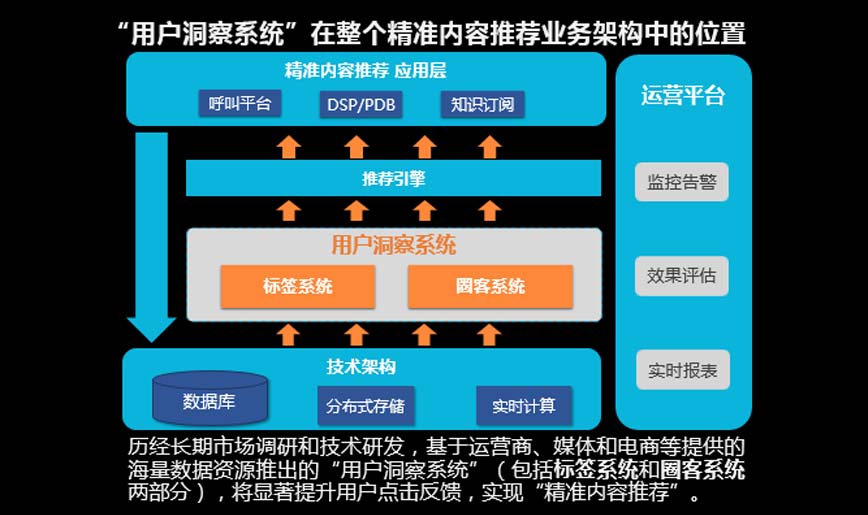 “用户洞察系统”在整个精准内容推荐业务架构中的位置
精准内容推荐 应用层
呼叫平台
DSP/PDB
知识订阅
推荐引擎
用户洞察系统
标签系统
圈客系统
技术架构
数据库
分布式存储
实时计算
运营平台
监控告警
效果评估
实时报表
历经长期市场调研和技术研发，基于运营商、媒体和电商等提供的
海量数据资源推出的“用户洞察系统”（包括标签系统和圈客系统
两部分），将显著提升用户点击反馈，实现“精准内容推荐”。